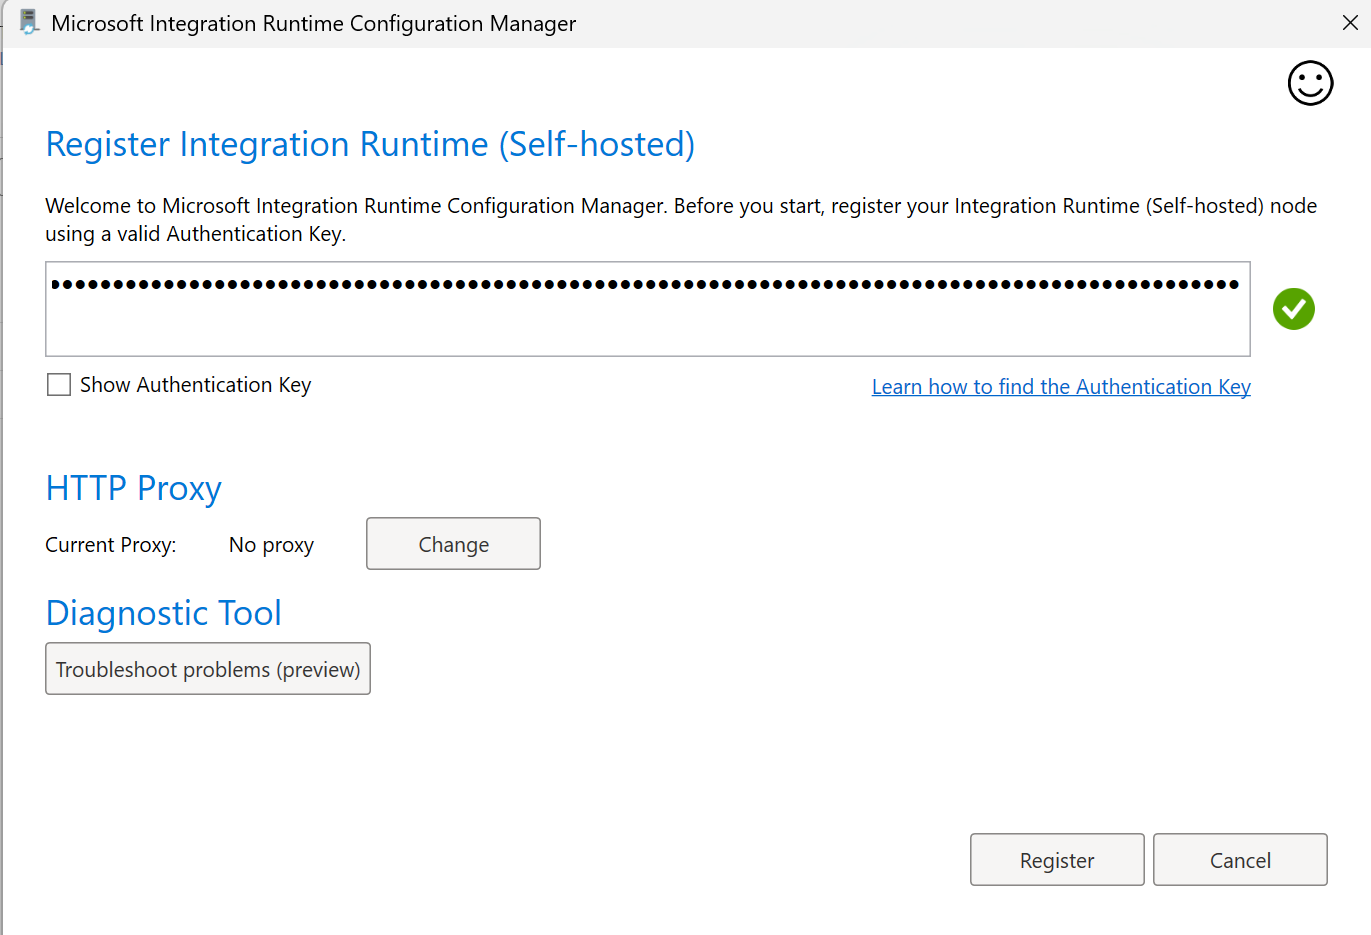 Microsoft Integration Runtime Configuration Manager
Register Integration Runtime (Self-hosted)
Welcome to Microsoft Integration Runtime Configuration Manager. Before you start, register your Integration Runtime (Self-hosted) node
using a valid Authentication Key.
Show Authentication Key
Learn how to find the Authentication Key
HTTP Proxy
Current Proxy: No proxy Change
Diagnostic Tool
Troubleshoot problems (preview)
Register Cancel